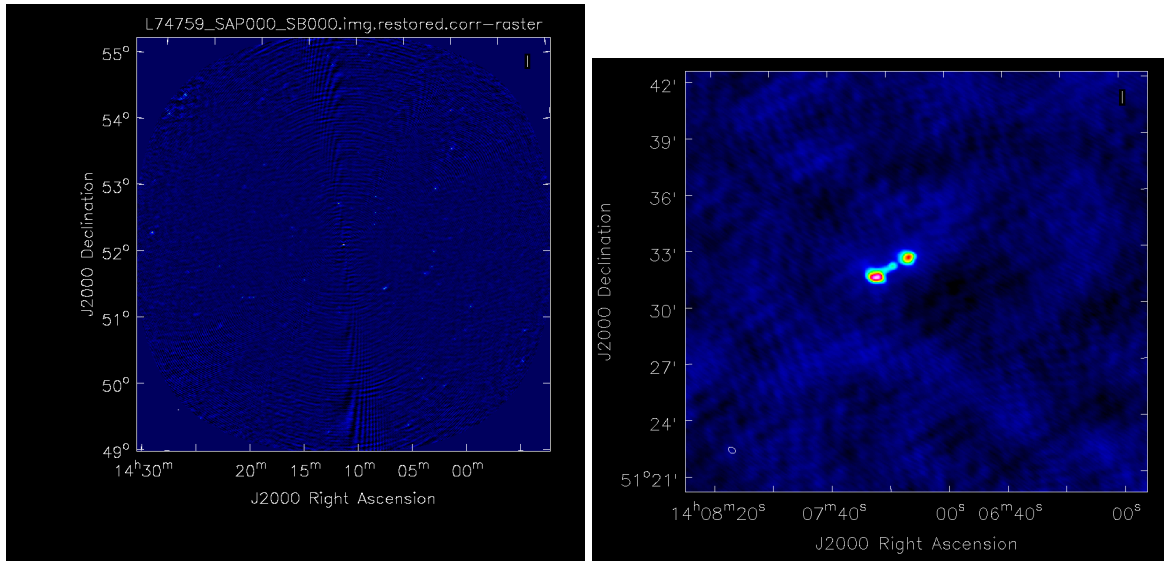 L74759_SAP000_SB000.img.restored.corr-raster
I
55°
54°
53°
52°
51°
50°
49°
J2000 Declination
14ʰ30ᵐ 20ᵐ 10ᵐ 05ᵐ 00ᵐ
J2000 Right Ascension
I
42'
39'
36'
33'
30'
27'
24'
51°21'
J2000 Declination
14ʰ08ᵐ20ˢ 07ᵐ40ˢ 00ˢ 06ᵐ40ˢ 00ˢ
J2000 Right Ascension